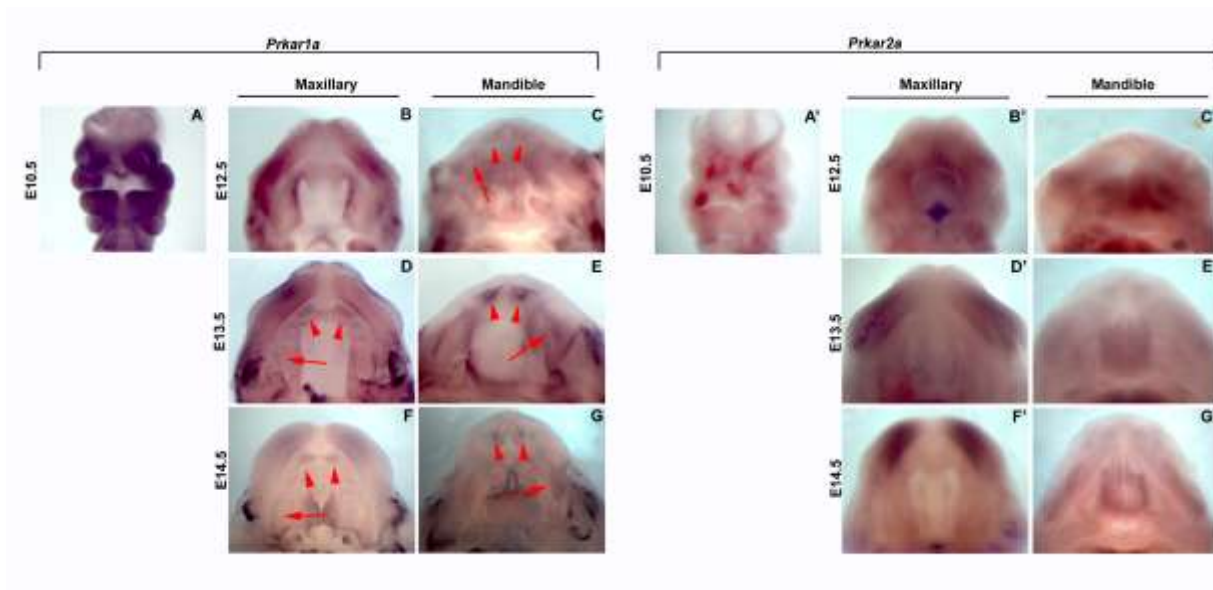 Prkar1a
Prkar2a
Maxillary
Mandible
Maxillary
Mandible
E10.5
A
E12.5
B
C
E10.5
A'
E12.5
B'
C
E13.5
D
E
E13.5
D'
E
E14.5
F
G
E14.5
F'
G